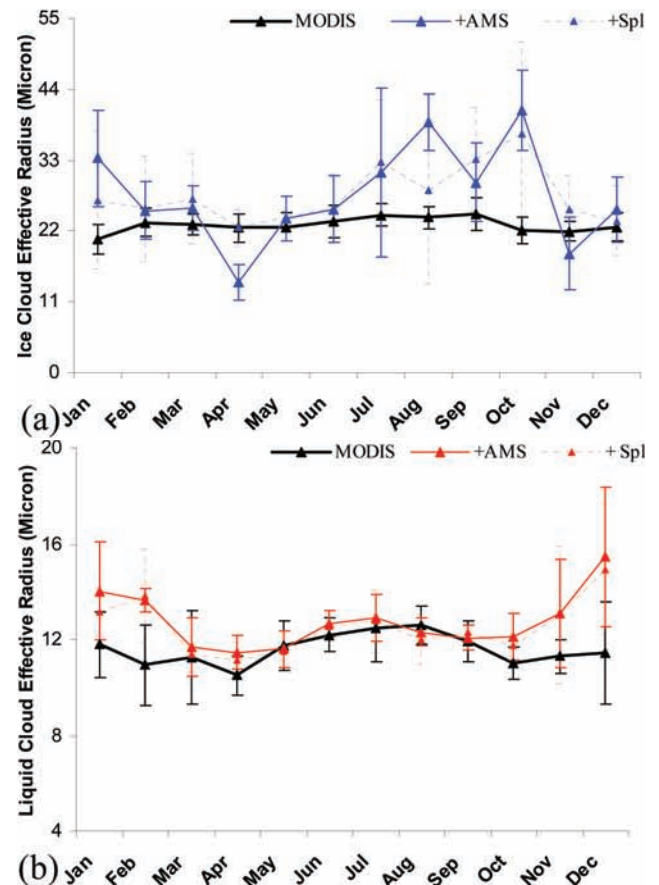 55
MODIS +AMS +Spl
44
33
22
11
0
Ice Cloud Effective Radius (Micron)
Jan Feb Mar Apr May Jun Jul Aug Sep Oct Nov Dec
(a)
20
MODIS +AMS + Spl
16
12
8
4
Liquid Cloud Effective Radius (Micron)
Jan Feb Mar Apr May Jun Jul Aug Sep Oct Nov Dec
(b)